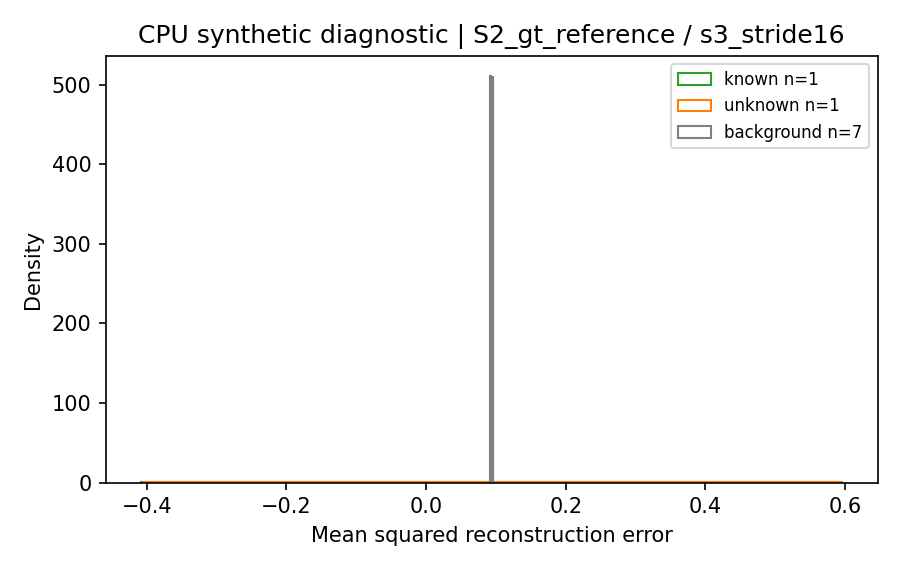 CPU synthetic diagnostic | S2_gt_reference / s3_stride16
known n=1
unknown n=1
background n=7
Density
500
400
300
200
100
0
−0.4 −0.2 0.0 0.2 0.4 0.6
Mean squared reconstruction error